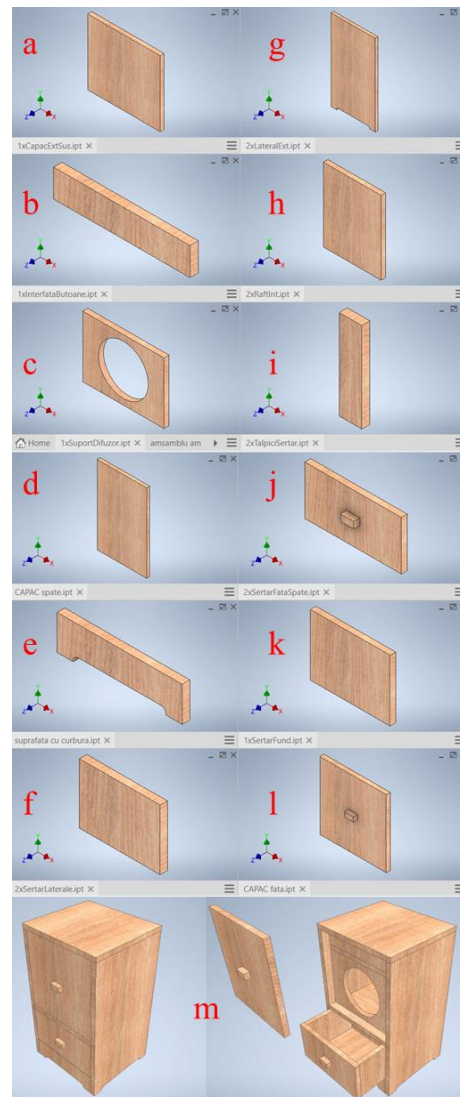 a
g
1xCapacExtSus.ipt ×
2xLateralExt.ipt ×
b
h
1xInterfataButoane.ipt ×
2xRaftInt.ipt ×
c
i
Home 1xSuportDifuzor.ipt × amsamblu am
2xTalpiciSertar.ipt ×
d
j
CAPAC spate.ipt ×
2xSertarFataSpate.ipt ×
e
k
suprafata cu curbura.ipt ×
1xSertarFund.ipt ×
f
l
2xSertarLaterale.ipt ×
CAPAC fata.ipt ×
m